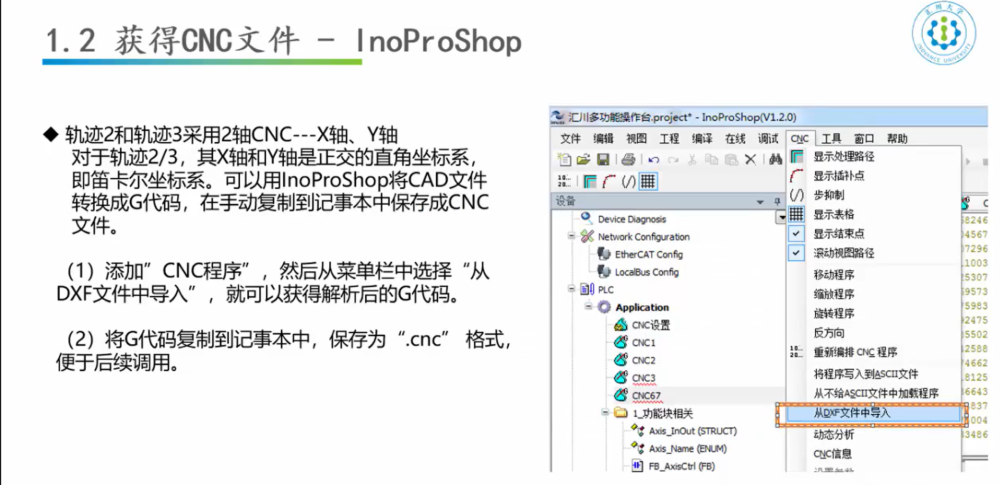 1.2 获得CNC文件 - InoProShop
汇川大学
INOVANCE UNIVERSITY
◆ 轨迹2和轨迹3采用2轴CNC---X轴、Y轴
对于轨迹2/3，其X轴和Y轴是正交的直角坐标系，
即笛卡尔坐标系。可以用InoProShop将CAD文件
转换成G代码，在手动复制到记事本中保存成CNC
文件。
（1）添加”CNC程序”，然后从菜单栏中选择“从
DXF文件中导入”，就可以获得解析后的G代码。
（2）将G代码复制到记事本中，保存为“.cnc” 格式，
便于后续调用。
汇川多功能操作台.project* - InoProShop(V1.2.0)
文件 编辑 视图 工程 编译 在线 调试 CNC 工具 窗口 帮助
设备
Device Diagnosis
Network Configuration
EtherCAT Config
LocalBus Config
PLC
Application
CNC设置
CNC1
CNC2
CNC3
CNC67
1_功能块相关
Axis_InOut (STRUCT)
Axis_Name (ENUM)
FB_AxisCtrl (FB)
显示处理路径
显示插补点
步抑制
显示表格
显示结束点
滚动视图路径
移动程序
缩放程序
旋转程序
反方向
重新编排 CNC 程序
将程序写入到ASCII文件
从不给ASCII文件中加载程序
从DXF文件中导入
动态分析
CNC信息
58246
04567
07296
11003
25307
59573
75983
92475
35502
42588
74662
18125
36643
1837
1004
33486